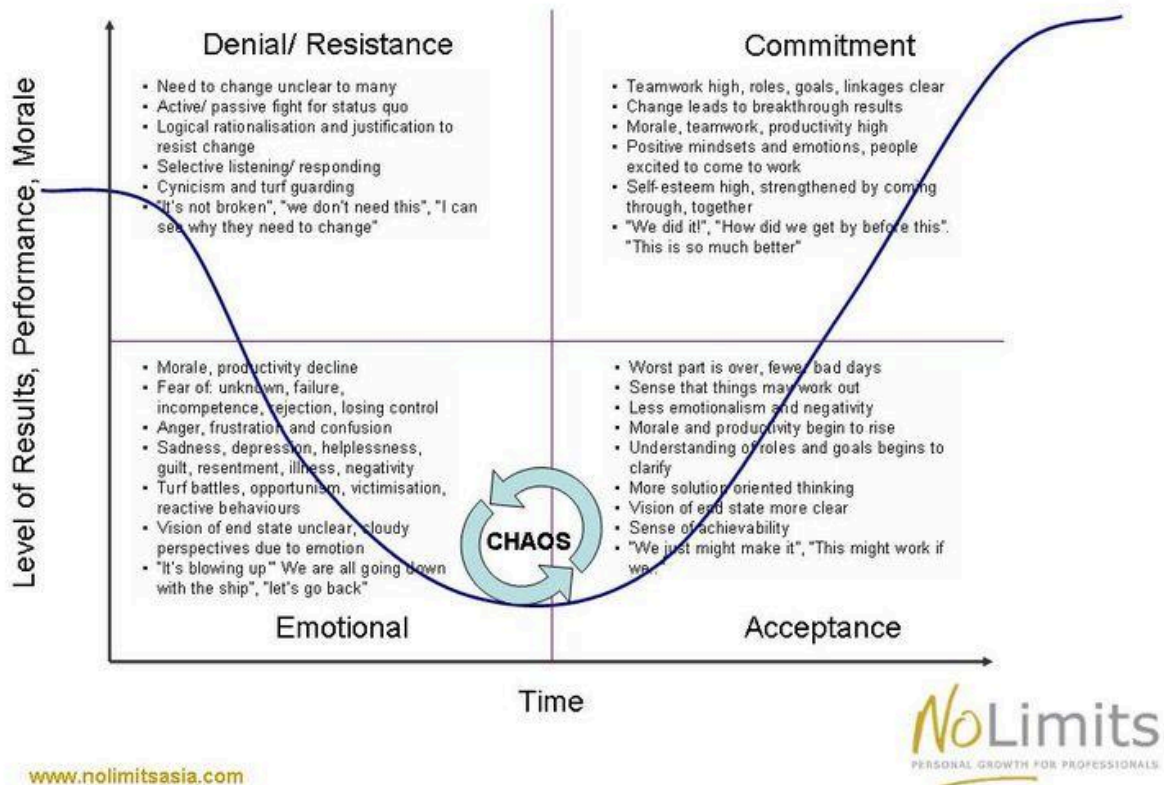 Level of Results, Performance, Morale
Denial/ Resistance
▪ Need to change unclear to many
▪ Active/ passive fight for status quo
▪ Logical rationalisation and justification to
resist change
▪ Selective listening/ responding
▪ Cynicism and turf guarding
▪ "It's not broken", "we don't need this", "I can
see why they need to change"
Commitment
▪ Teamwork high, roles, goals, linkages clear
▪ Change leads to breakthrough results
▪ Morale, teamwork, productivity high
▪ Positive mindsets and emotions, people
excited to come to work
▪ Self-esteem high, strengthened by coming
through, together
▪ "We did it!", "How did we get by before this".
"This is so much better"
▪ Morale, productivity decline
▪ Fear of: unknown, failure,
incompetence, rejection, losing control
▪ Anger, frustration and confusion
▪ Sadness, depression, helplessness,
guilt, resentment, illness, negativity
▪ Turf battles, opportunism, victimisation,
reactive behaviours
▪ Vision of end state unclear, cloudy
perspectives due to emotion
▪ "It's blowing up'" We are all going down
with the ship", "let's go back"
Emotional
CHAOS
▪ Worst part is over, fewer bad days
▪ Sense that things may work out
▪ Less emotionalism and negativity
▪ Morale and productivity begin to rise
▪ Understanding of roles and goals begins to
clarify
▪ More solution oriented thinking
▪ Vision of end state more clear
▪ Sense of achievability
▪ "We just might make it", "This might work if
we..
Acceptance
Time
NoLimits
PERSONAL GROWTH FOR PROFESSIONALS
www.nolimitsasia.com